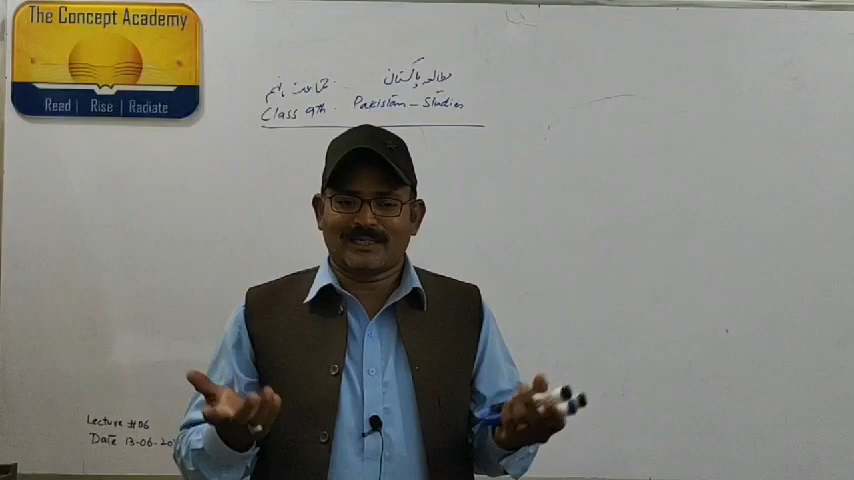 The Concept Academy
Read | Rise | Radiate
مطالعہ پاکستان جماعت نہم
Class 9th Pakistan - Studies
Lecture #06
Date 13-06-20